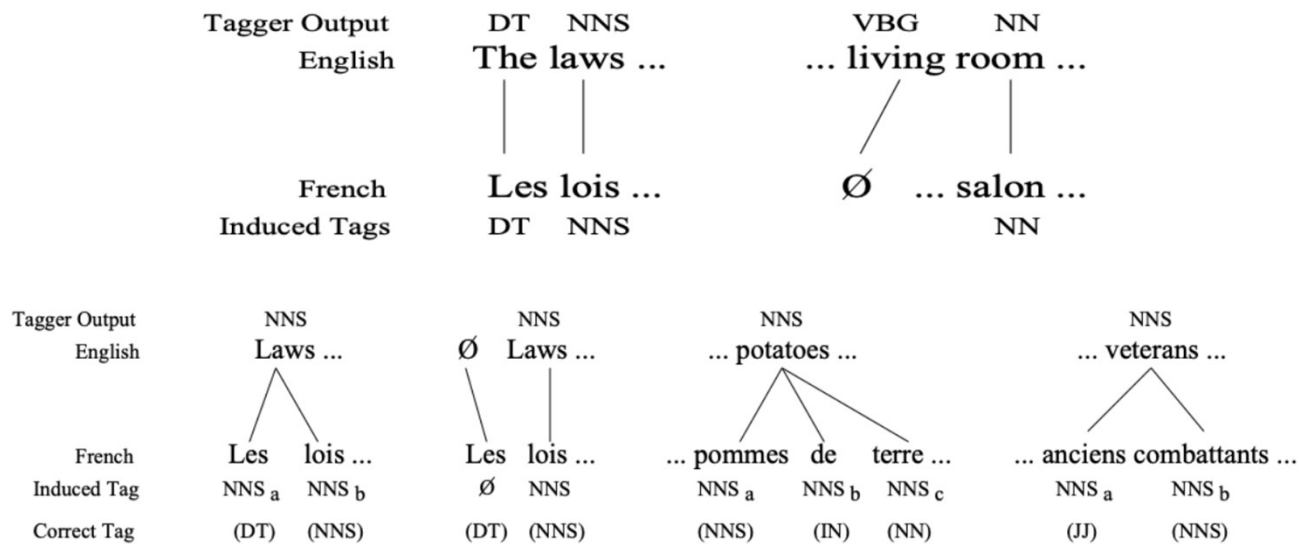 Tagger Output DT NNS VBG NN
English The laws ... ... living room ...
French Les lois ... Ø ... salon ...
Induced Tags DT NNS NN
Tagger Output NNS NNS NNS NNS
English Laws ... Ø Laws ... ... potatoes ... ... veterans ...
French Les lois ... Les lois ... ... pommes de terre ... ... anciens combattants ...
Induced Tag NNS a NNS b Ø NNS NNS a NNS b NNS c NNS a NNS b
Correct Tag (DT) (NNS) (DT) (NNS) (NNS) (IN) (NN) (JJ) (NNS)